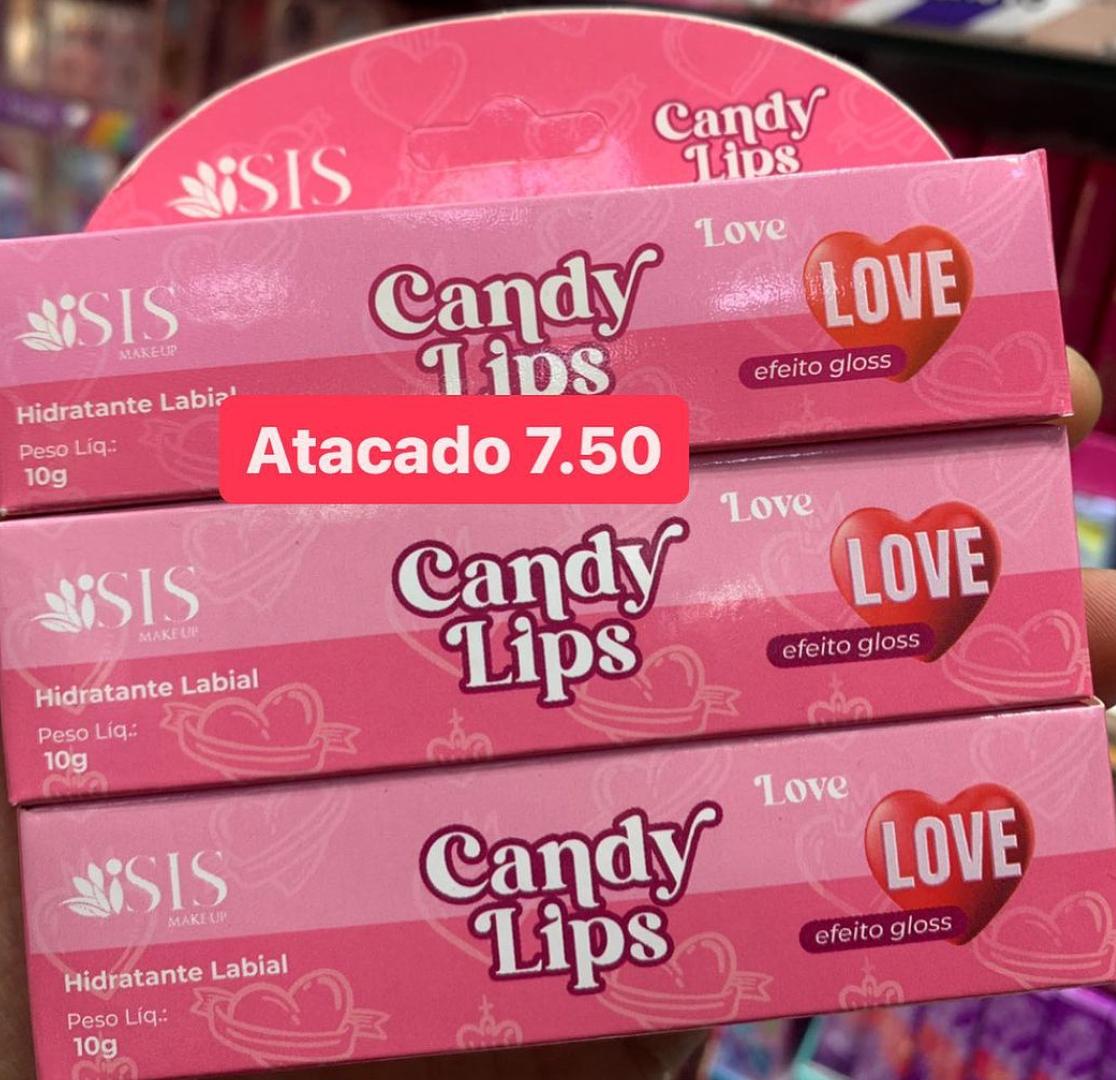 ISIS
Candy
Lips
ISIS
MAKE UP
Candy
Lips
Love
LOVE
efeito gloss
Hidratante Labial
Peso Líq.:
10g
Atacado 7.50
ISIS
MAKE UP
Candy
Lips
Love
LOVE
efeito gloss
Hidratante Labial
Peso Líq.:
10g
ISIS
MAKE UP
Candy
Lips
Love
LOVE
efeito gloss
Hidratante Labial
Peso Líq.:
10g